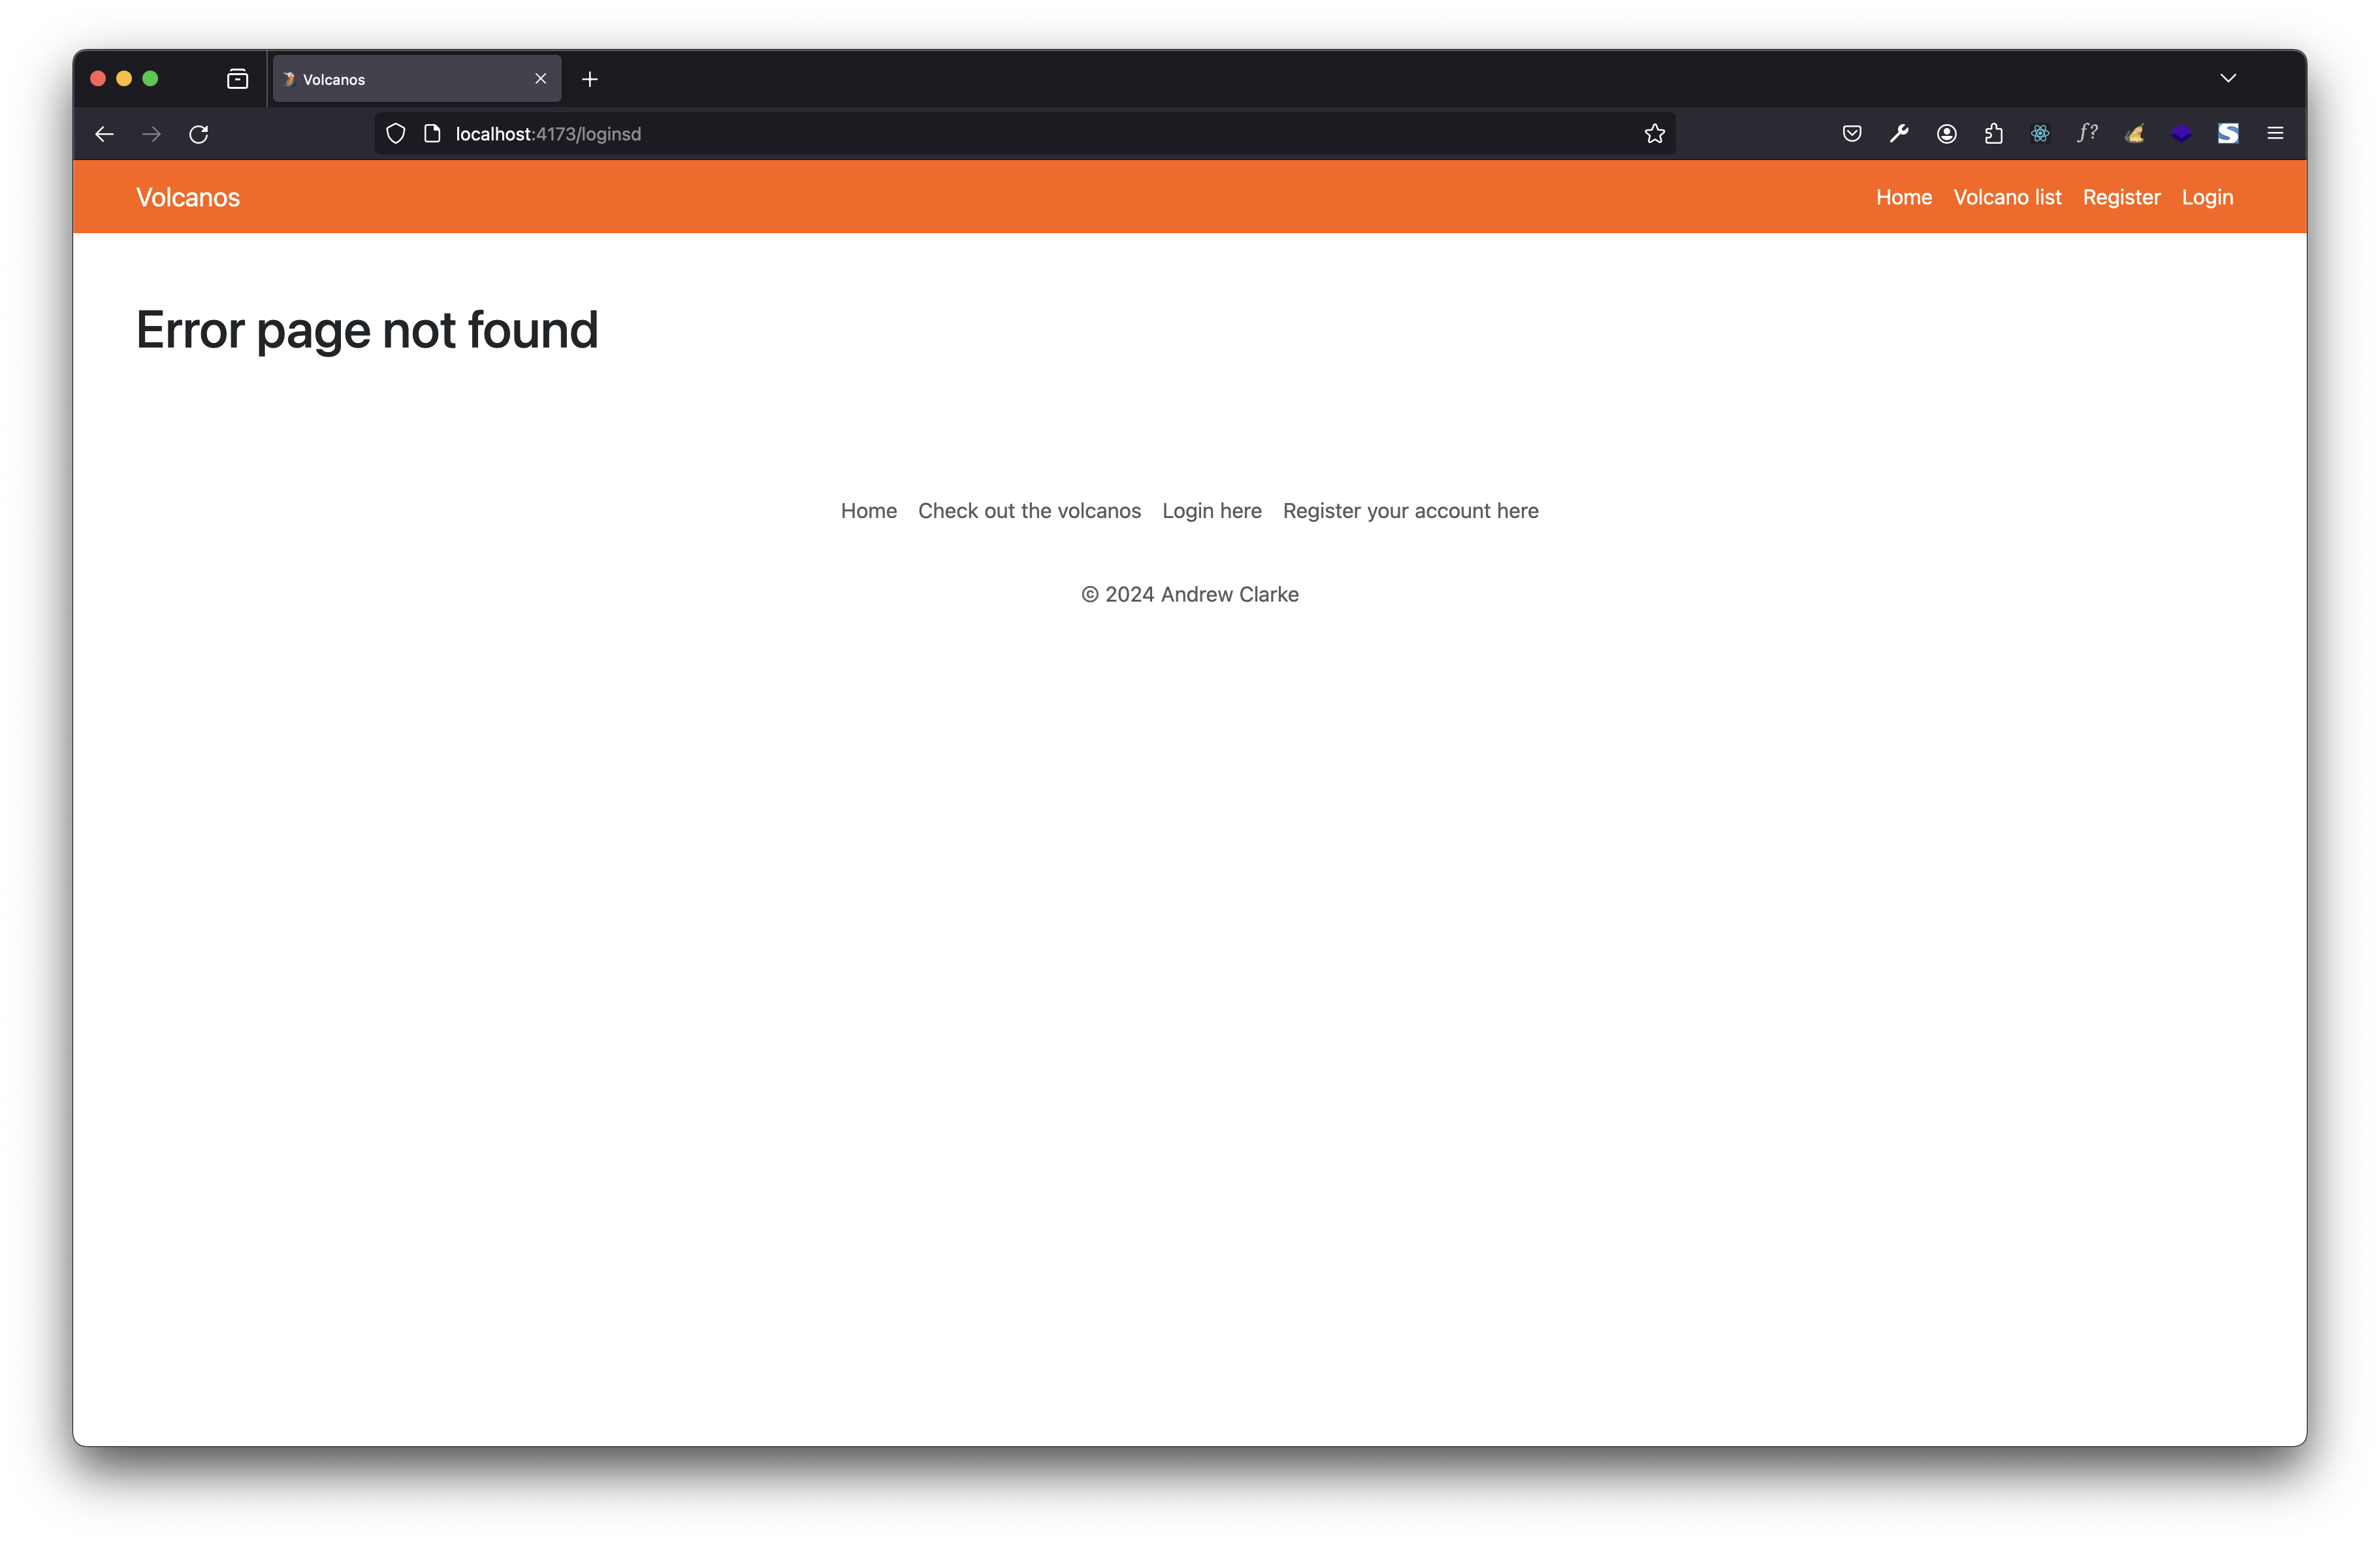 Volcanos
localhost:4173/loginsd
f?
Volcanos
Home Volcano list Register Login
Error page not found
Home Check out the volcanos Login here Register your account here
© 2024 Andrew Clarke